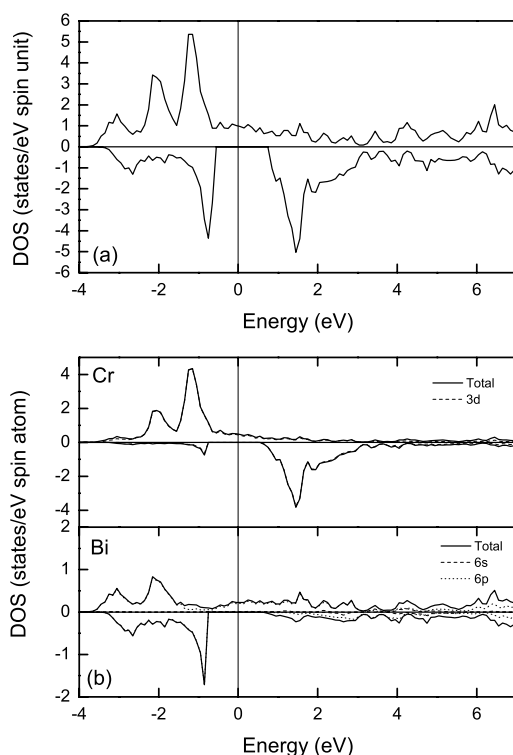 6
5
4
3
2
1
0
-1
-2
-3
-4
-5
-6
DOS (states/eV spin unit)
(a)
-4 -2 0 2 4 6
Energy (eV)
Cr
Total
3d
4
2
0
-2
-4
DOS (states/eV spin atom)
2
Bi
Total
6s
6p
1
0
-1
-2
(b)
-4 -2 0 2 4 6
Energy (eV)